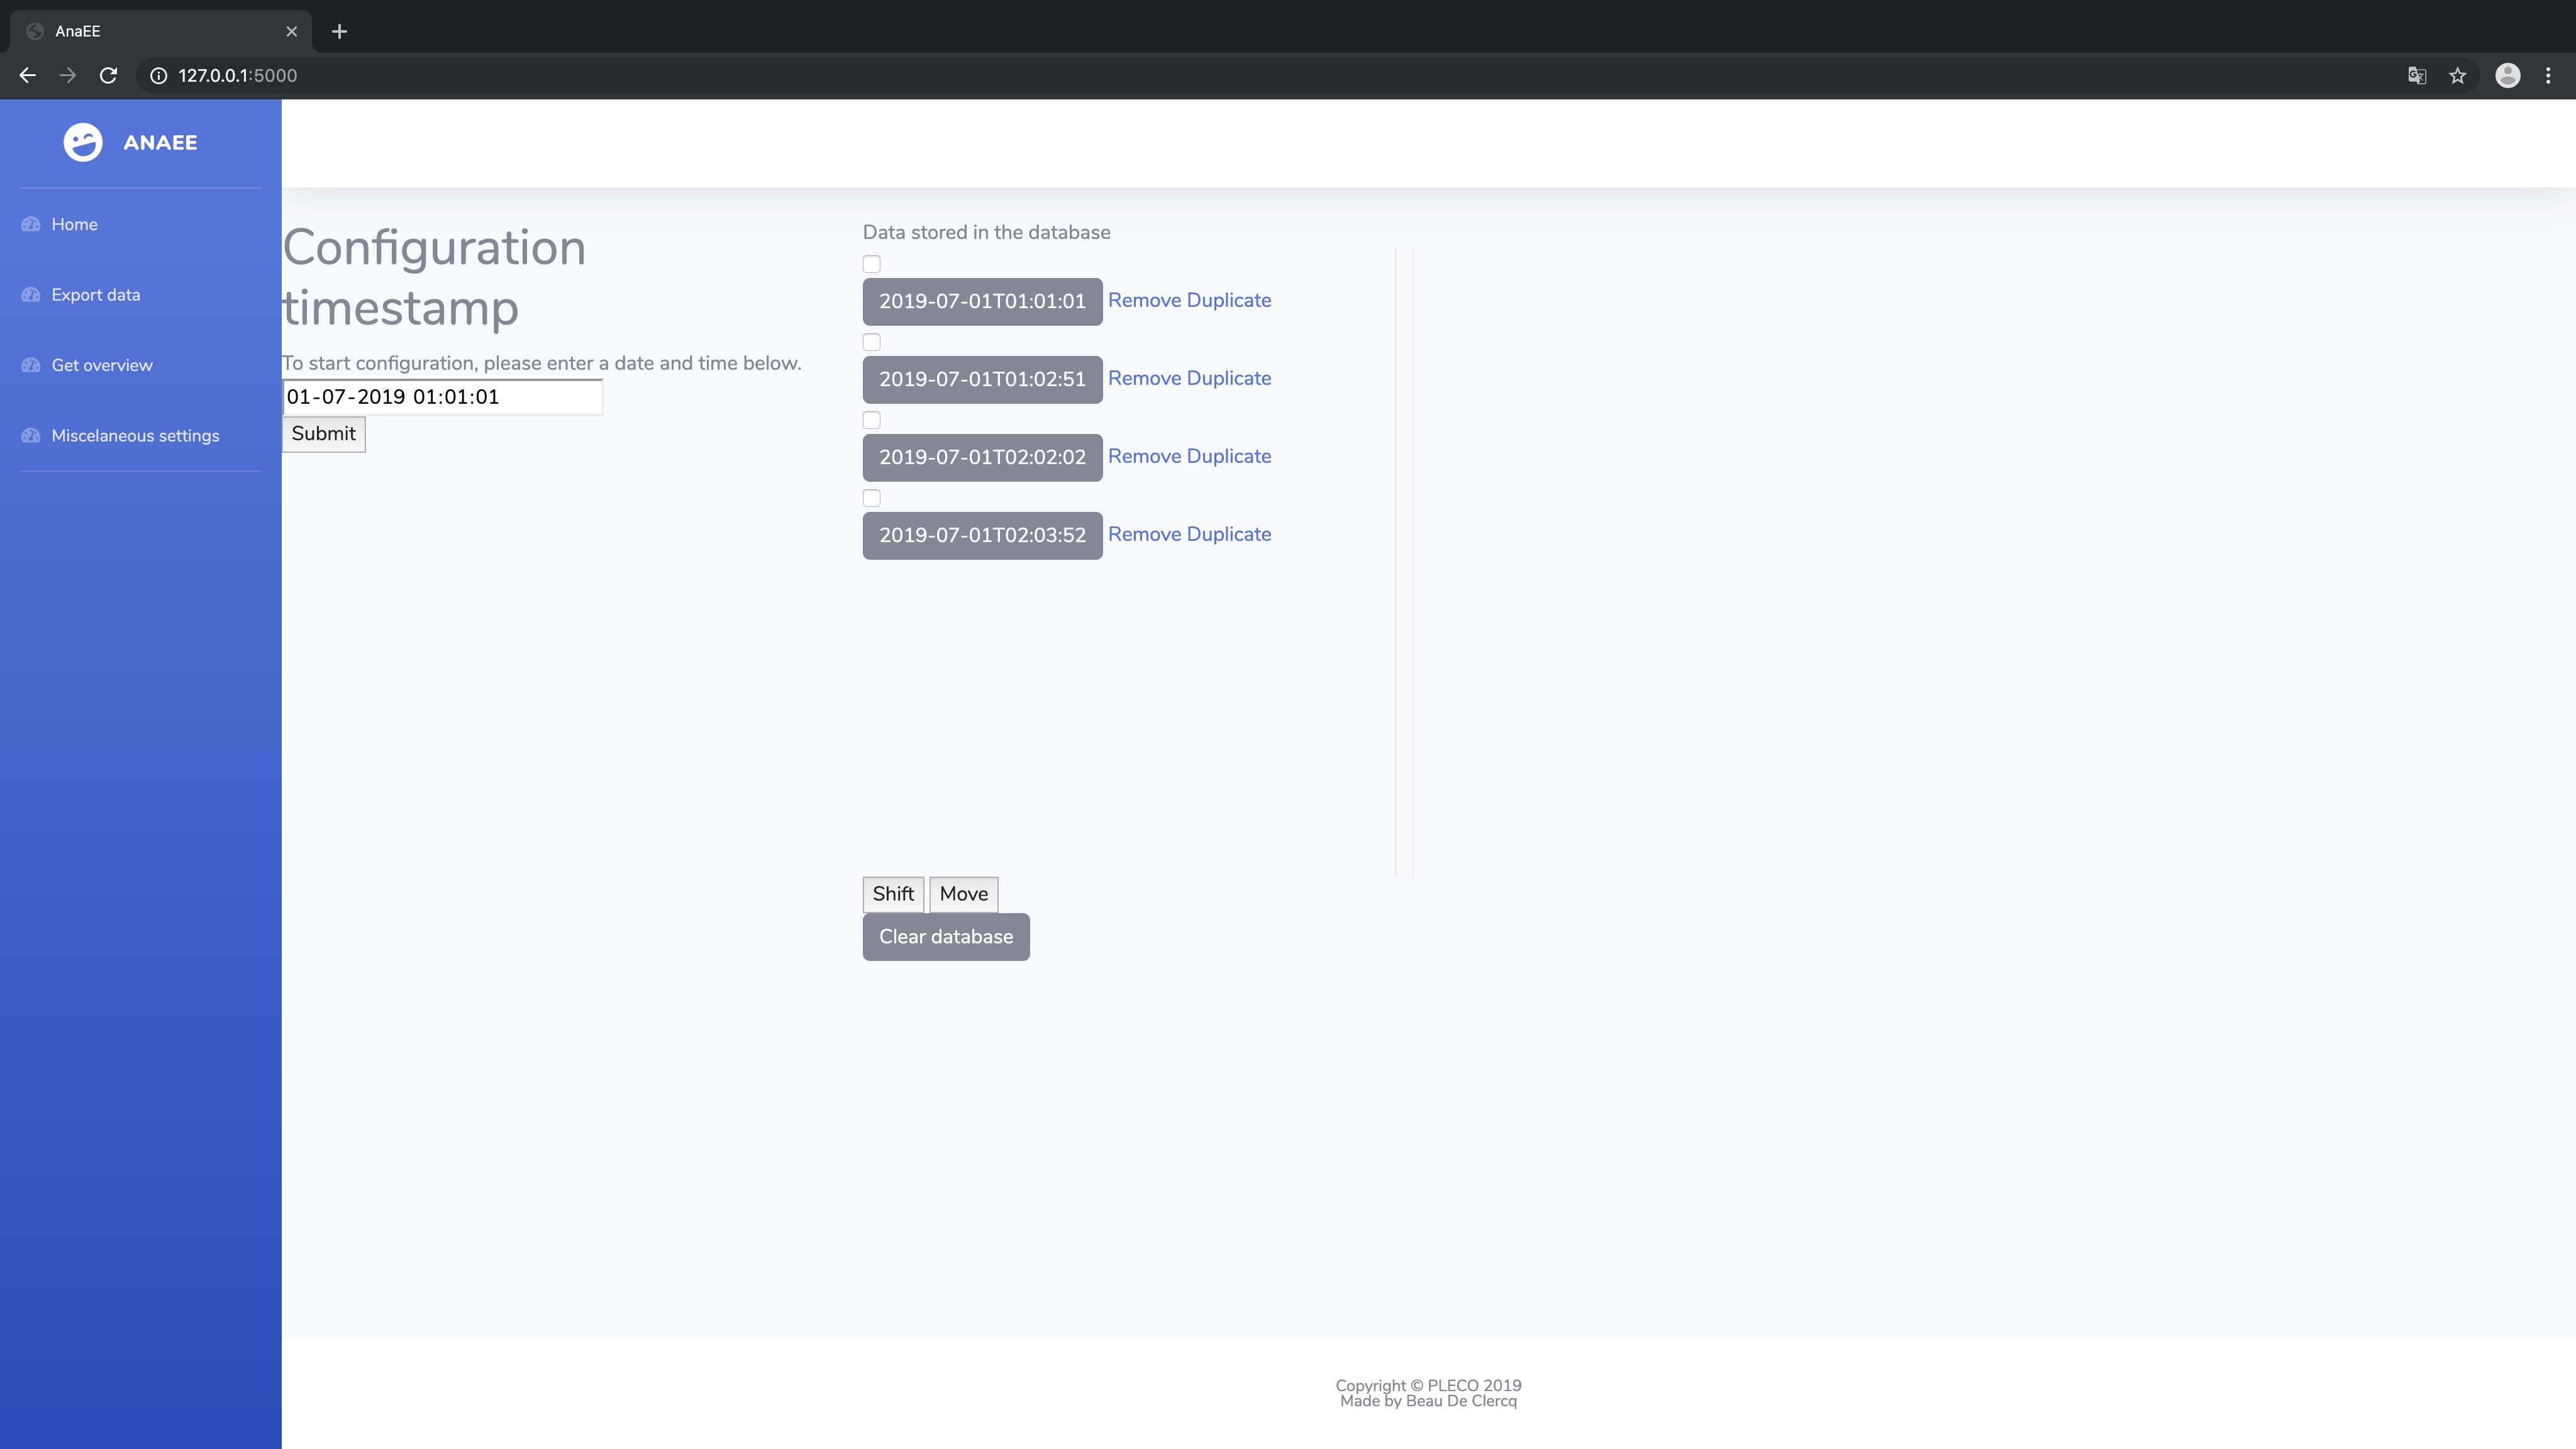 AnaEE
127.0.0.1:5000
ANAEE
Home
Export data
Get overview
Miscelaneous settings
Configuration
timestamp
To start configuration, please enter a date and time below.
01-07-2019 01:01:01
Submit
Data stored in the database
2019-07-01T01:01:01 Remove Duplicate
2019-07-01T01:02:51 Remove Duplicate
2019-07-01T02:02:02 Remove Duplicate
2019-07-01T02:03:52 Remove Duplicate
Shift Move
Clear database
Copyright © PLECO 2019
Made by Beau De Clercq